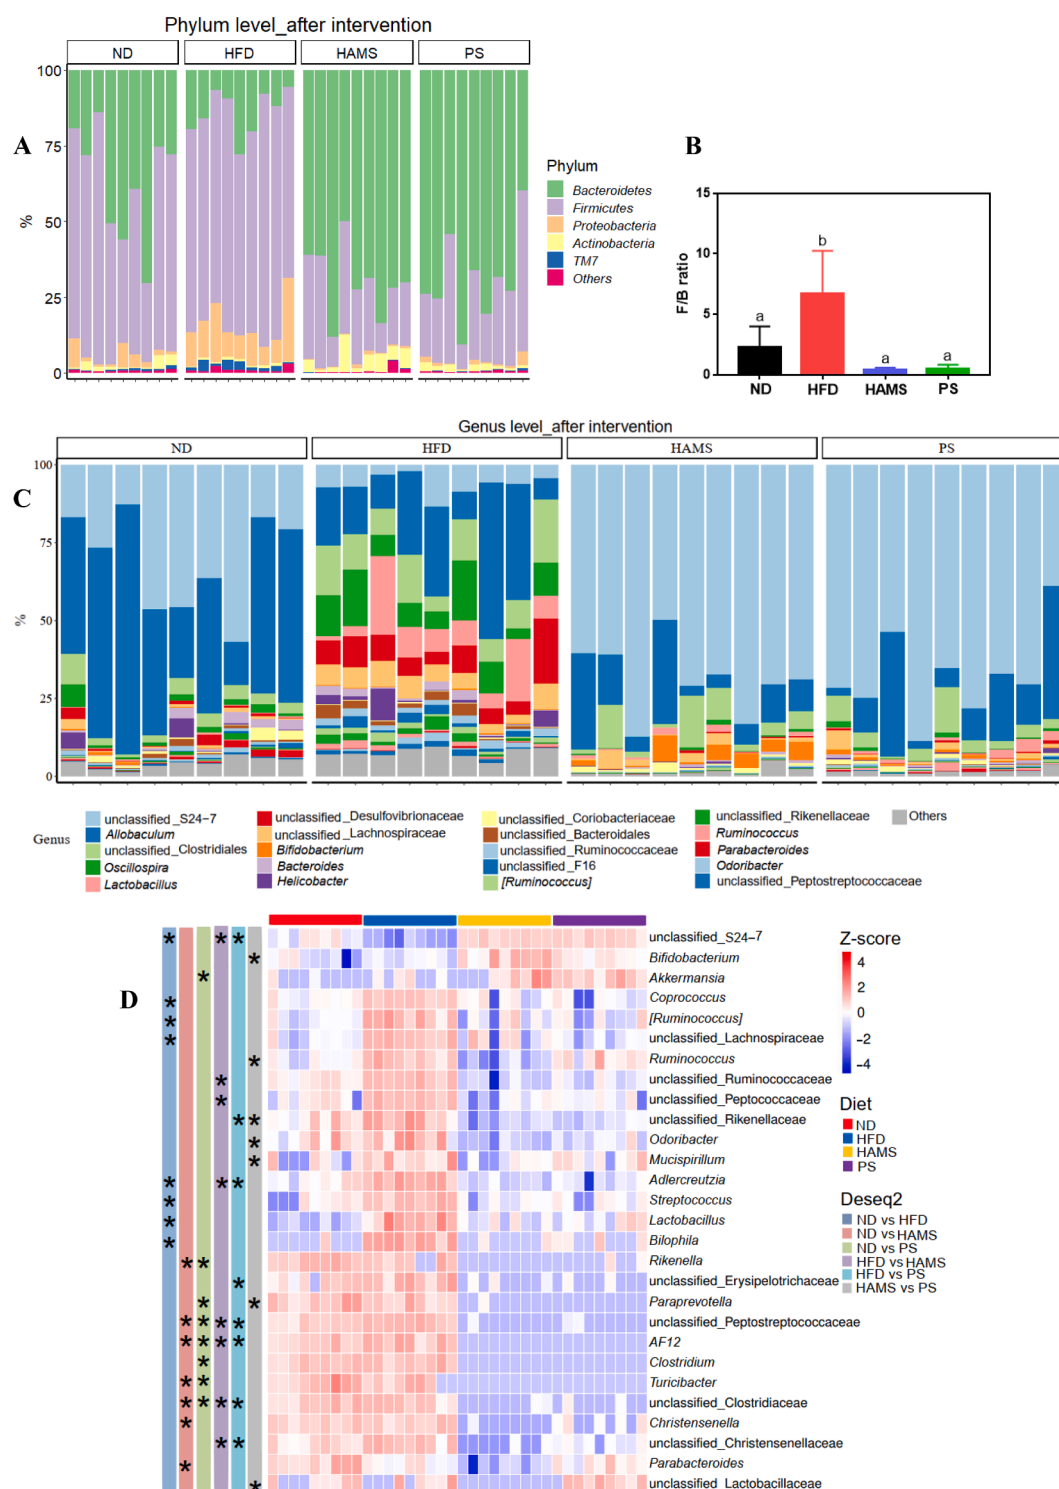 Phylum level_after intervention
ND
HFD
HAMS
PS
A
100
75
50
25
0
%
Phylum
Bacteroidetes
Firmicutes
Proteobacteria
Actinobacteria
TM7
Others
B
15
10
5
0
F/B ratio
a
b
a
a
ND
HFD
HAMS
PS
Genus level_after intervention
ND
HFD
HAMS
PS
C
100
75
50
25
0
%
Genus
unclassified_S24-7
Allobaculum
unclassified_Clostridiales
Oscillospira
Lactobacillus
unclassified_Desulfovibrionaceae
unclassified_Lachnospiraceae
Bifidobacterium
Bacteroides
Helicobacter
unclassified_Coriobacteriaceae
unclassified_Bacteroidales
unclassified_Ruminococcaceae
unclassified_F16
[Ruminococcus]
unclassified_Rikenellaceae
Ruminococcus
Parabacteroides
Odoribacter
unclassified_Peptostreptococcaceae
Others
D
unclassified_S24-7
Bifidobacterium
Akkermansia
Coprococcus
[Ruminococcus]
unclassified_Lachnospiraceae
Ruminococcus
unclassified_Ruminococcaceae
unclassified_Peptococcaceae
unclassified_Rikenellaceae
Odoribacter
Mucispirillum
Adlercreutzia
Streptococcus
Lactobacillus
Bilophila
Rikenella
unclassified_Erysipelotrichaceae
Paraprevotella
unclassified_Peptostreptococcaceae
AF12
Clostridium
Turicibacter
unclassified_Clostridiaceae
Christensenella
unclassified_Christensenellaceae
Parabacteroides
unclassified_Lactobacillaceae
Z-score
4
2
0
-2
-4
Diet
ND
HFD
HAMS
PS
Deseq2
ND vs HFD
ND vs HAMS
ND vs PS
HFD vs HAMS
HFD vs PS
HAMS vs PS